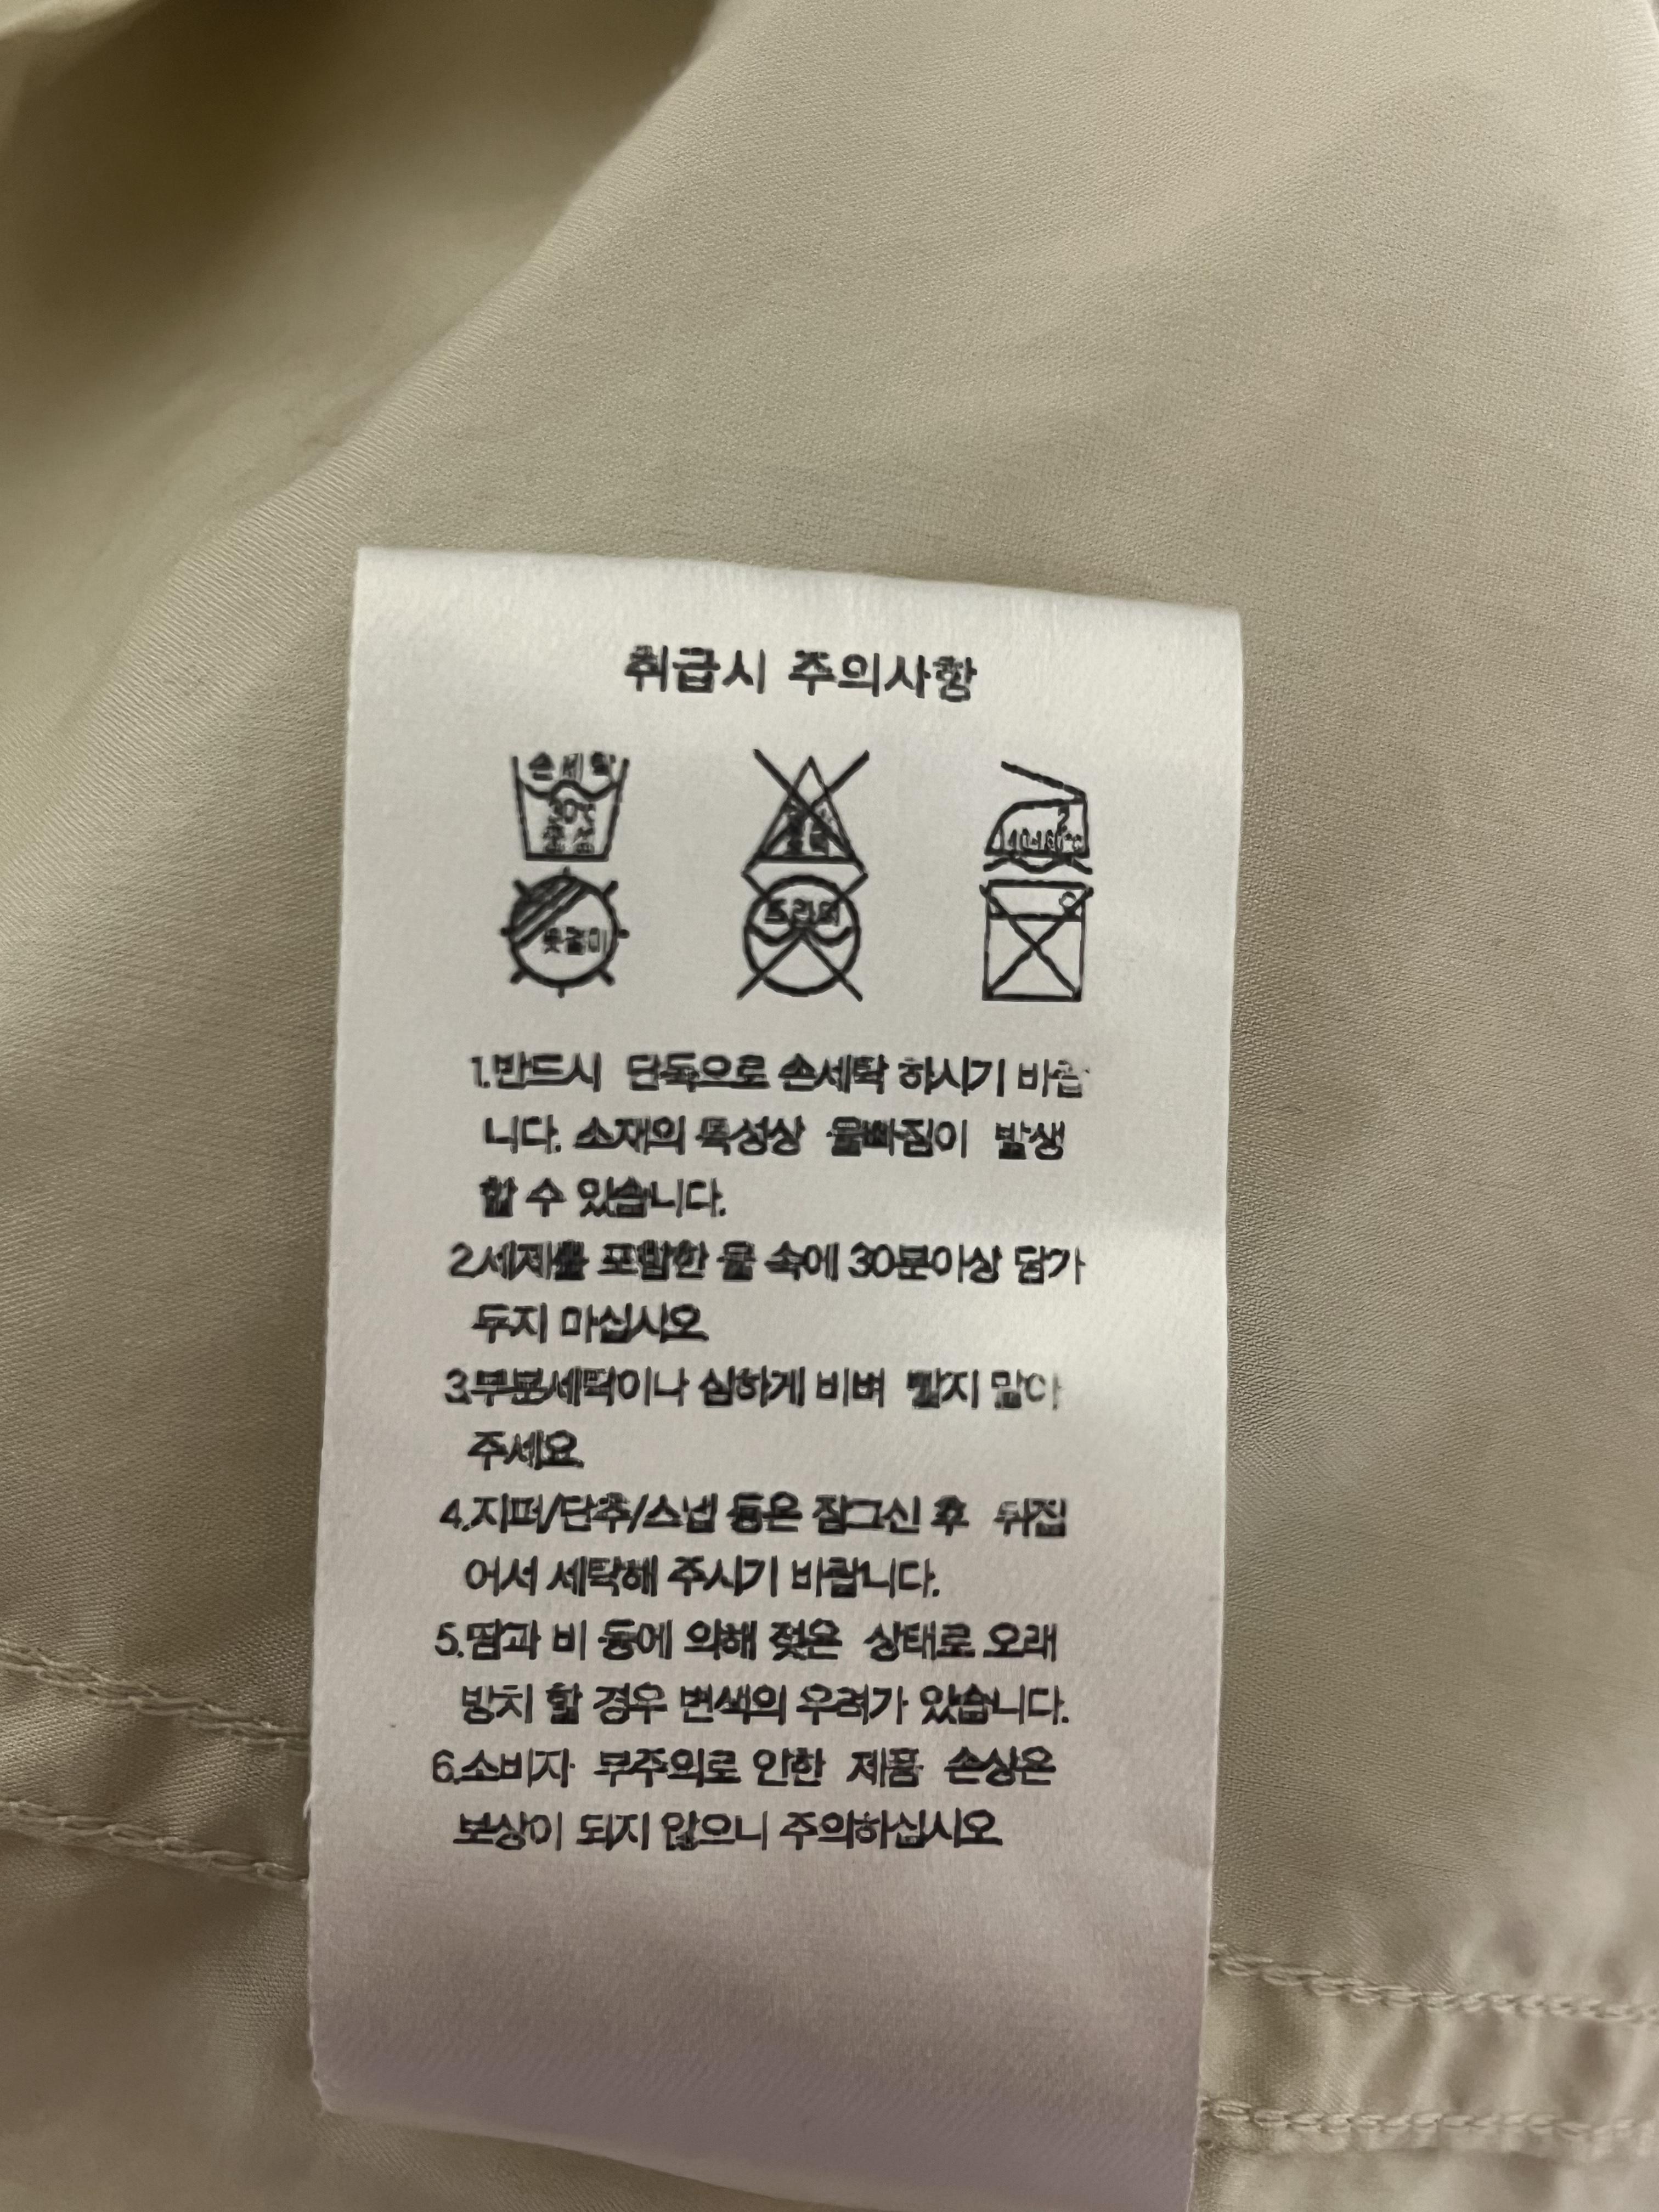 취급시 주의사항
손세탁
30℃
중성
2
옷걸이
드라이
1.반드시 단독으로 손세탁 하시기 바랍
니다. 소재의 특성상 물빠짐이 발생
할 수 있습니다.
2.세제를 포함한 물 속에 30분이상 담가
두지 마십시오
3.부분세탁이나 심하게 비벼 빨지 말아
주세요.
4.지퍼/단추/스냅 등은 잠그신 후 뒤집
어서 세탁해 주시기 바랍니다.
5.땀과 비 등에 의해 젖은 상태로 오래
방치 할 경우 변색의 우려가 있습니다.
6.소비자 부주의로 인한 제품 손상은
보상이 되지 않으니 주의하십시오